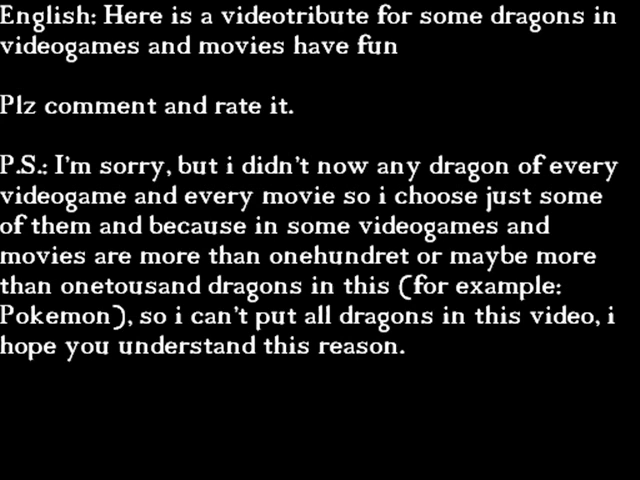 English: Here is a videotribute for some dragons in
videogames and movies have fun
Plz comment and rate it.
P.S.: I'm sorry, but i didn't now any dragon of every
videogame and every movie so i choose just some
of them and because in some videogames and
movies are more than onehundret or maybe more
than onetousand dragons in this (for example:
Pokemon), so i can't put all dragons in this video, i
hope you understand this reason.